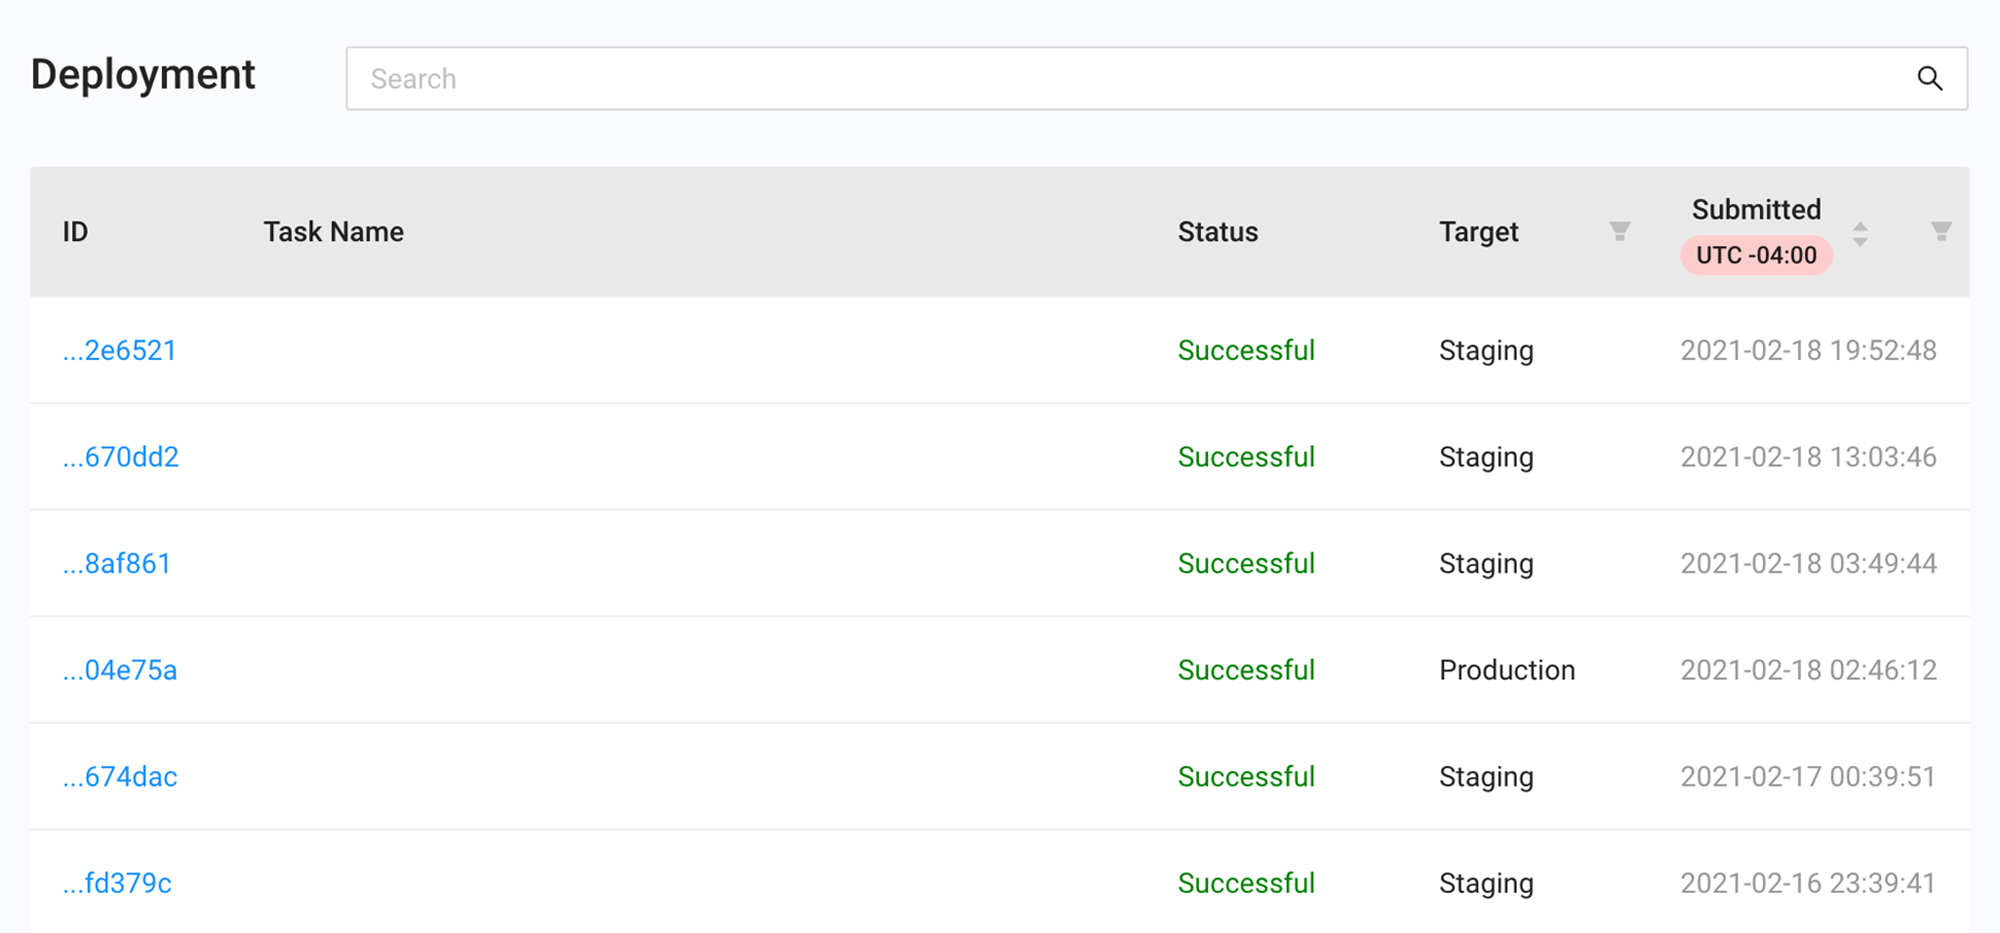 Deployment Search
ID Task Name Status Target Submitted
UTC -04:00
...2e6521 Successful Staging 2021-02-18 19:52:48
...670dd2 Successful Staging 2021-02-18 13:03:46
...8af861 Successful Staging 2021-02-18 03:49:44
...04e75a Successful Production 2021-02-18 02:46:12
...674dac Successful Staging 2021-02-17 00:39:51
...fd379c Successful Staging 2021-02-16 23:39:41